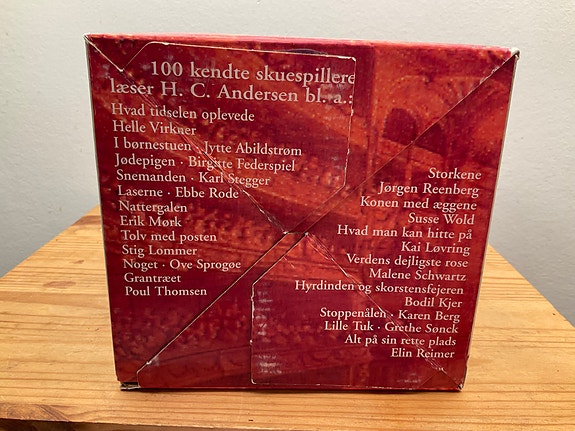 100 kendte skuespillere
læser H. C. Andersen bl. a.:
Hvad tidselen oplevede
Helle Virkner
I børnestuen · Jytte Abildstrøm
Jødepigen · Birgitte Federspiel
Snemanden · Karl Stegger
Laserne · Ebbe Rode
Nattergalen
Erik Mørk
Tolv med posten
Stig Lommer
Noget · Ove Sprogøe
Grantræet
Poul Thomsen
Storkene
Jørgen Reenberg
Konen med æggene
Susse Wold
Hvad man kan hitte på
Kai Løvring
Verdens dejligste rose
Malene Schwartz
Hyrdinden og skorstensfejeren
Bodil Kjer
Stoppenålen · Karen Berg
Lille Tuk · Grethe Sønck
Alt på sin rette plads
Elin Reimer